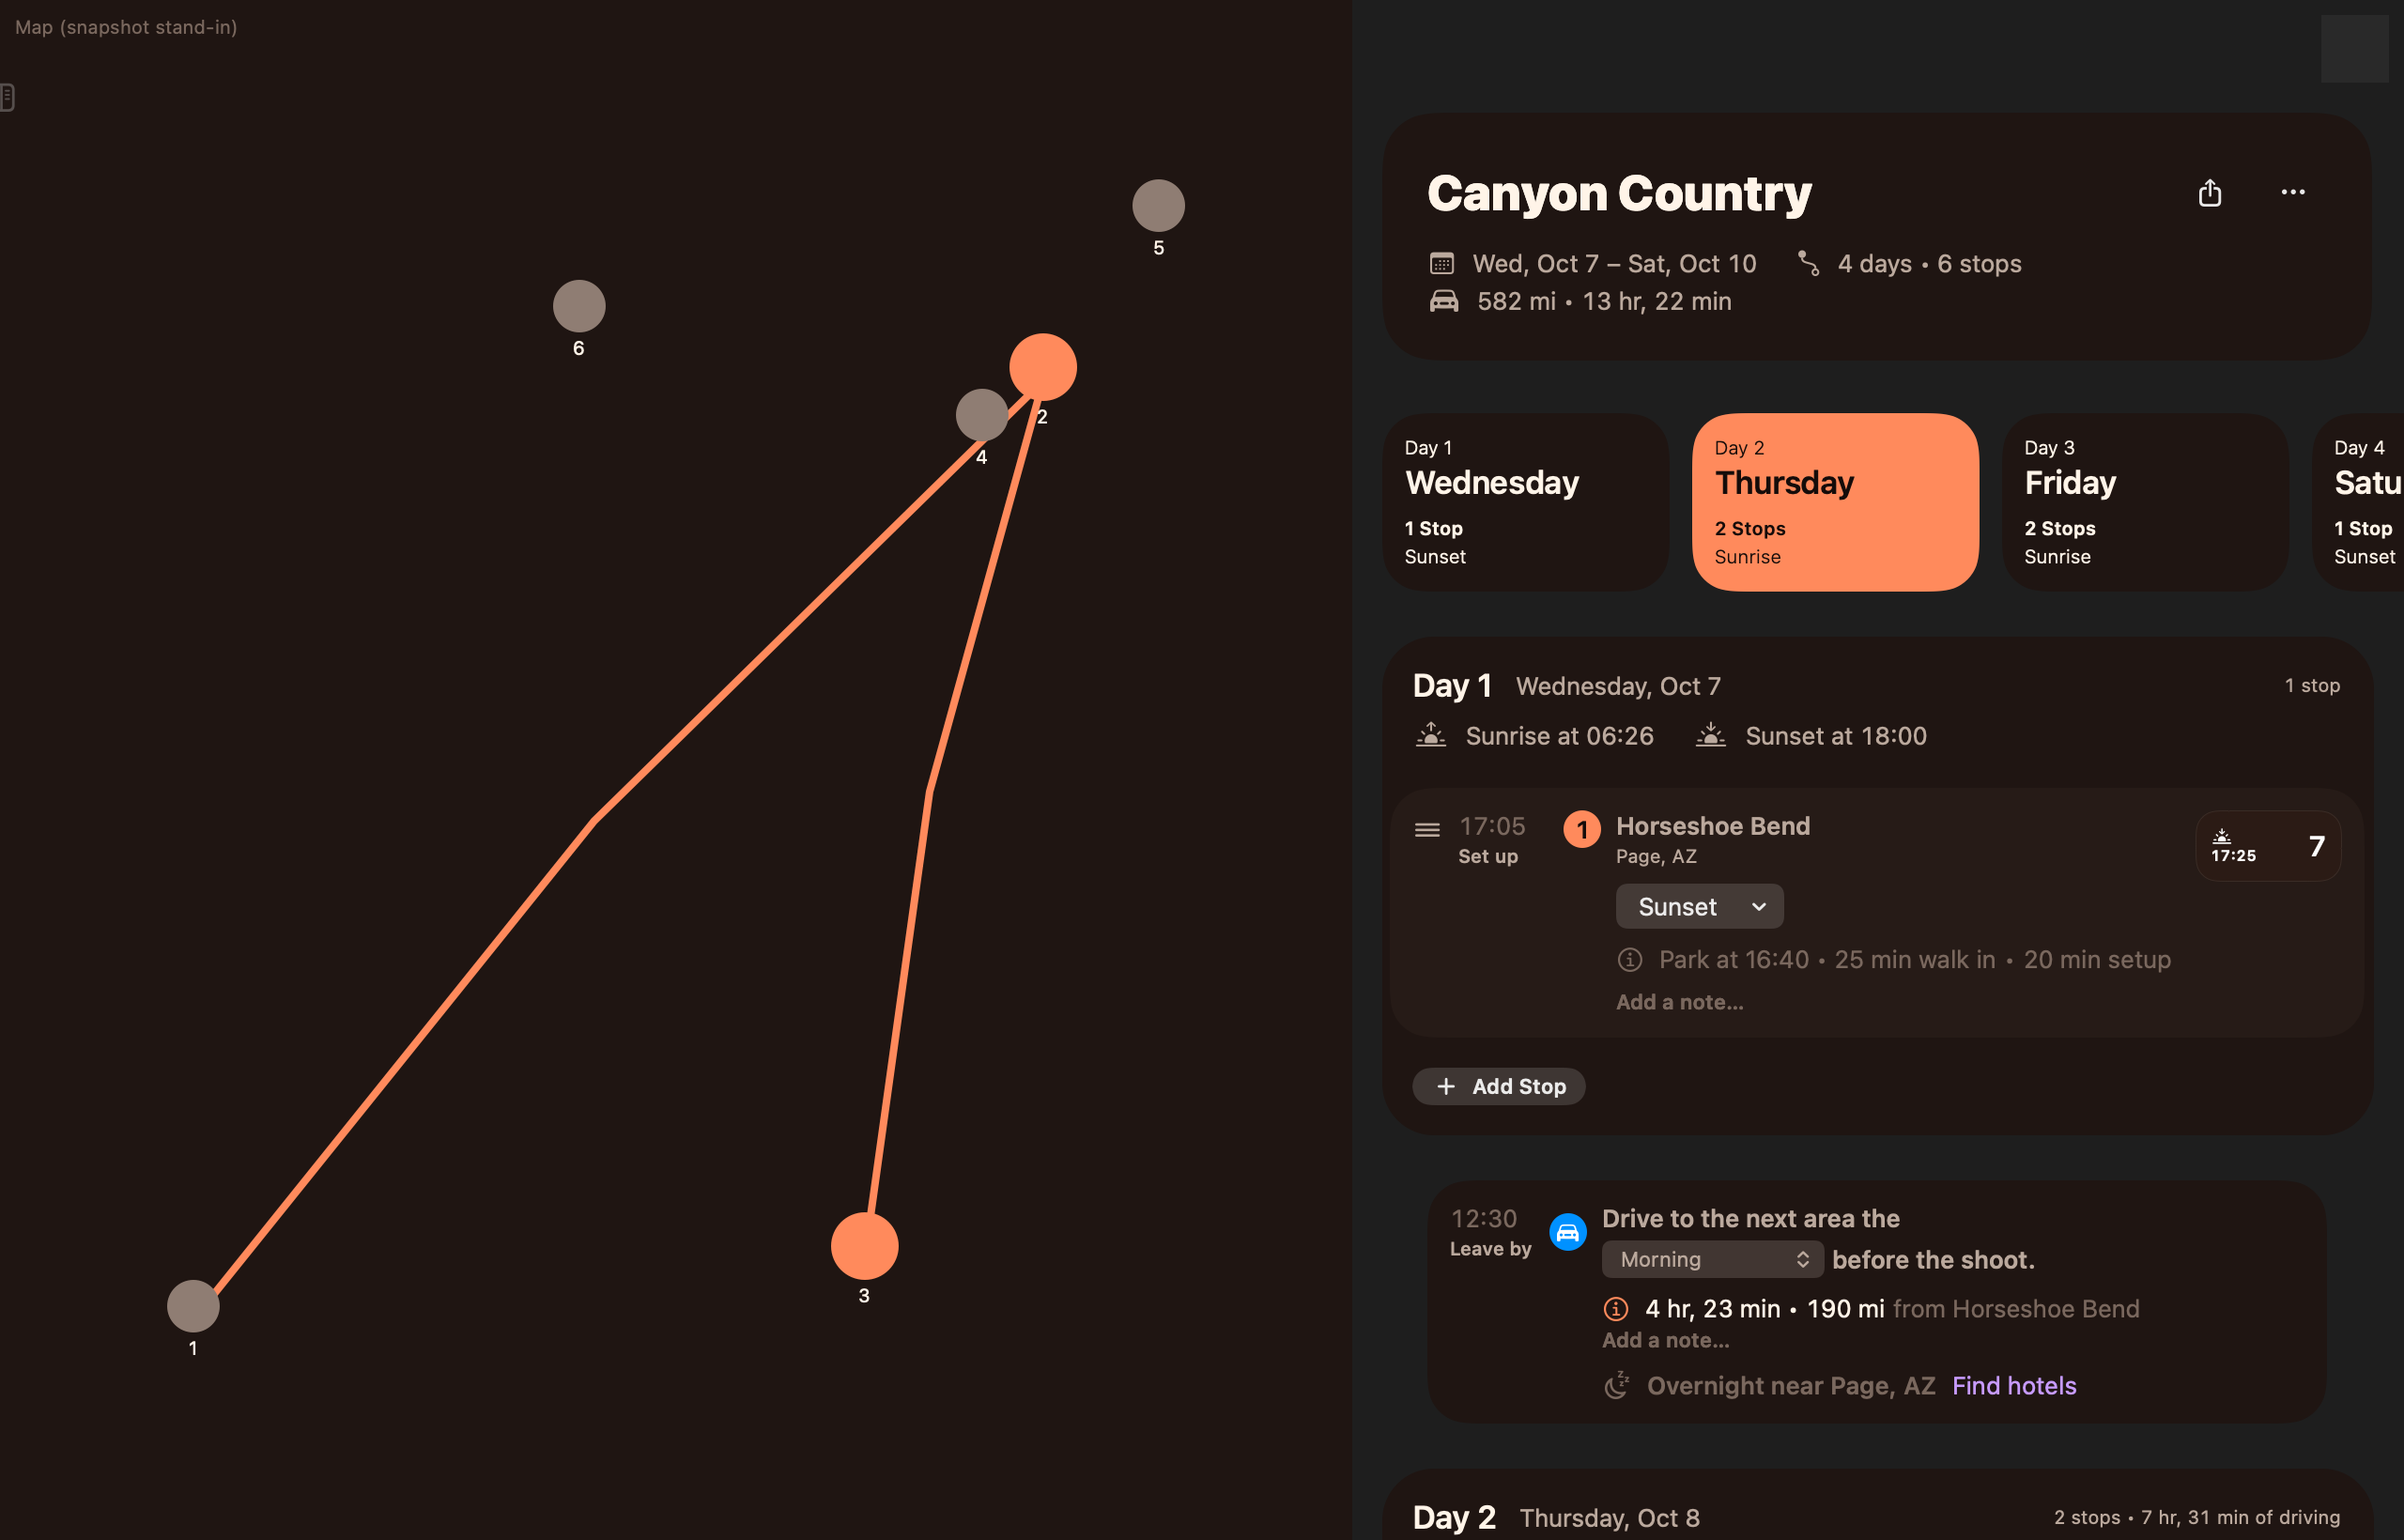 Map (snapshot stand-in)
5
6
2
4
3
1
Canyon Country
Wed, Oct 7 – Sat, Oct 10 4 days • 6 stops
582 mi • 13 hr, 22 min
Day 1
Wednesday
1 Stop
Sunset
Day 2
Thursday
2 Stops
Sunrise
Day 3
Friday
2 Stops
Sunrise
Day 4
Satu
1 Stop
Sunset
Day 1 Wednesday, Oct 7 1 stop
Sunrise at 06:26 Sunset at 18:00
17:05 1 Horseshoe Bend
Set up Page, AZ
17:25 7
Sunset
Park at 16:40 • 25 min walk in • 20 min setup
Add a note...
+ Add Stop
12:30 Drive to the next area the
Leave by
Morning before the shoot.
4 hr, 23 min • 190 mi from Horseshoe Bend
Add a note...
Overnight near Page, AZ Find hotels
Day 2 Thursday, Oct 8 2 stops • 7 hr, 31 min of driving